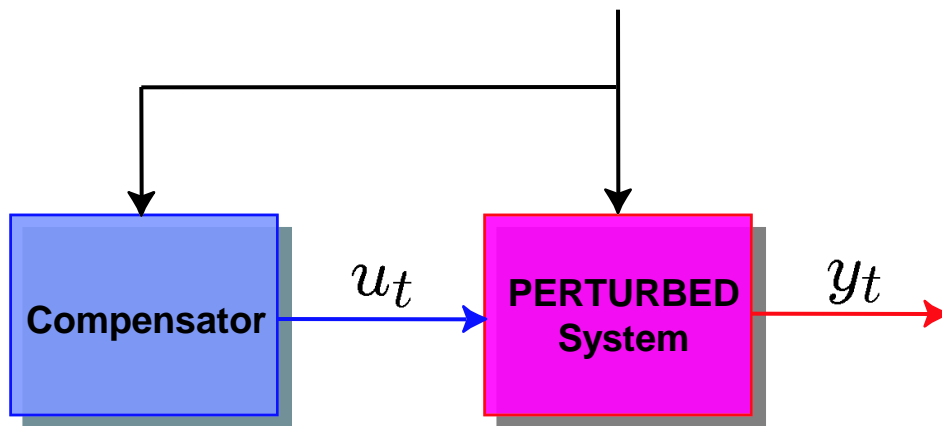 Compensator
u_t
PERTURBED
System
y_t